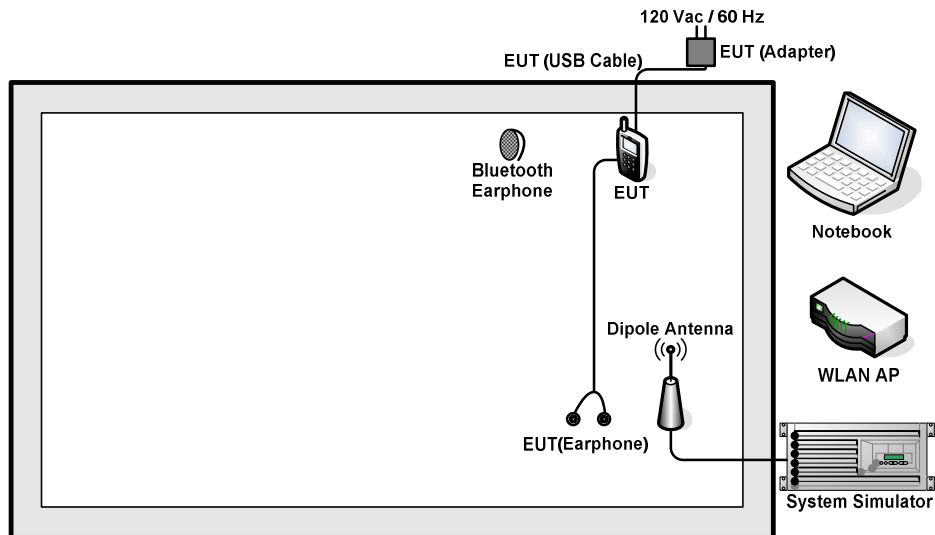 120 Vac / 60 Hz
EUT (USB Cable)
EUT (Adapter)
Bluetooth
Earphone
EUT
Notebook
Dipole Antenna
WLAN AP
EUT(Earphone)
System Simulator